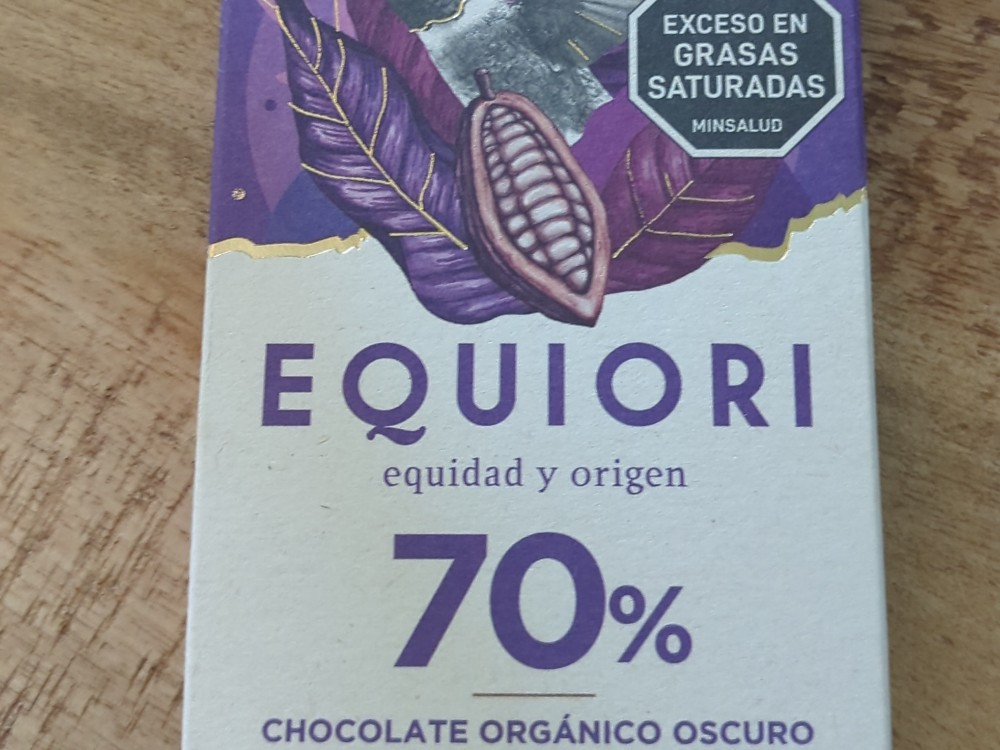 EXCESO EN
GRASAS
SATURADAS
MINSALUD
EQUIORI
equidad y origen
70%
CHOCOLATE ORGÁNICO OSCURO